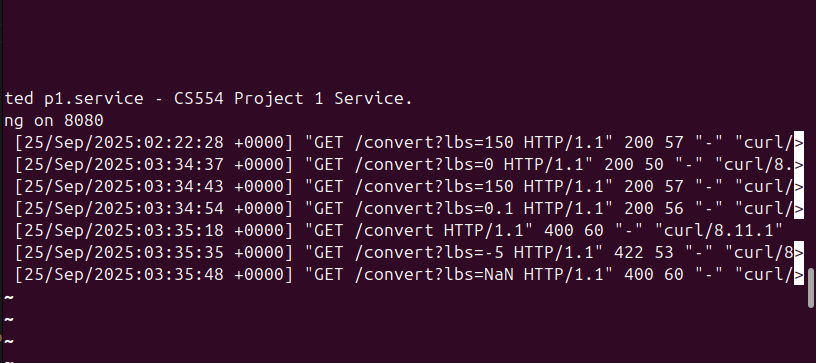 ted p1.service - CS554 Project 1 Service.
ng on 8080
[25/Sep/2025:02:22:28 +0000] "GET /convert?lbs=150 HTTP/1.1" 200 57 "-" "curl/>
[25/Sep/2025:03:34:37 +0000] "GET /convert?lbs=0 HTTP/1.1" 200 50 "-" "curl/8.>
[25/Sep/2025:03:34:43 +0000] "GET /convert?lbs=150 HTTP/1.1" 200 57 "-" "curl/>
[25/Sep/2025:03:34:54 +0000] "GET /convert?lbs=0.1 HTTP/1.1" 200 56 "-" "curl/>
[25/Sep/2025:03:35:18 +0000] "GET /convert HTTP/1.1" 400 60 "-" "curl/8.11.1"
[25/Sep/2025:03:35:35 +0000] "GET /convert?lbs=-5 HTTP/1.1" 422 53 "-" "curl/8>
[25/Sep/2025:03:35:48 +0000] "GET /convert?lbs=NaN HTTP/1.1" 400 60 "-" "curl/>
~
~
~
~